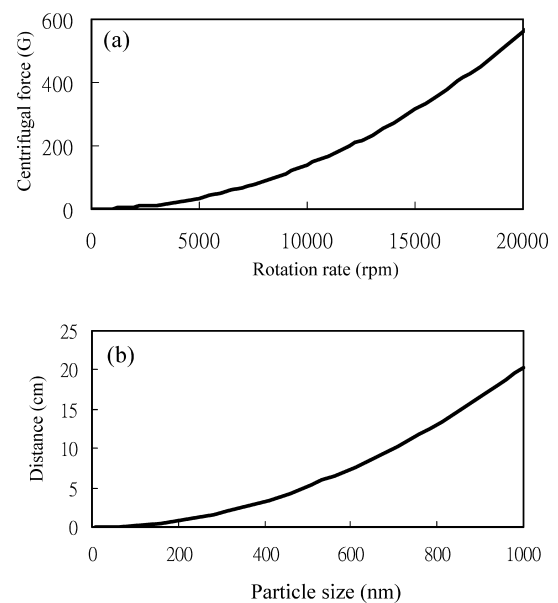 (a)
Centrifugal force (G)
600
400
200
0
0 5000 10000 15000 20000
Rotation rate (rpm)
(b)
Distance (cm)
25
20
15
10
5
0
0 200 400 600 800 1000
Particle size (nm)